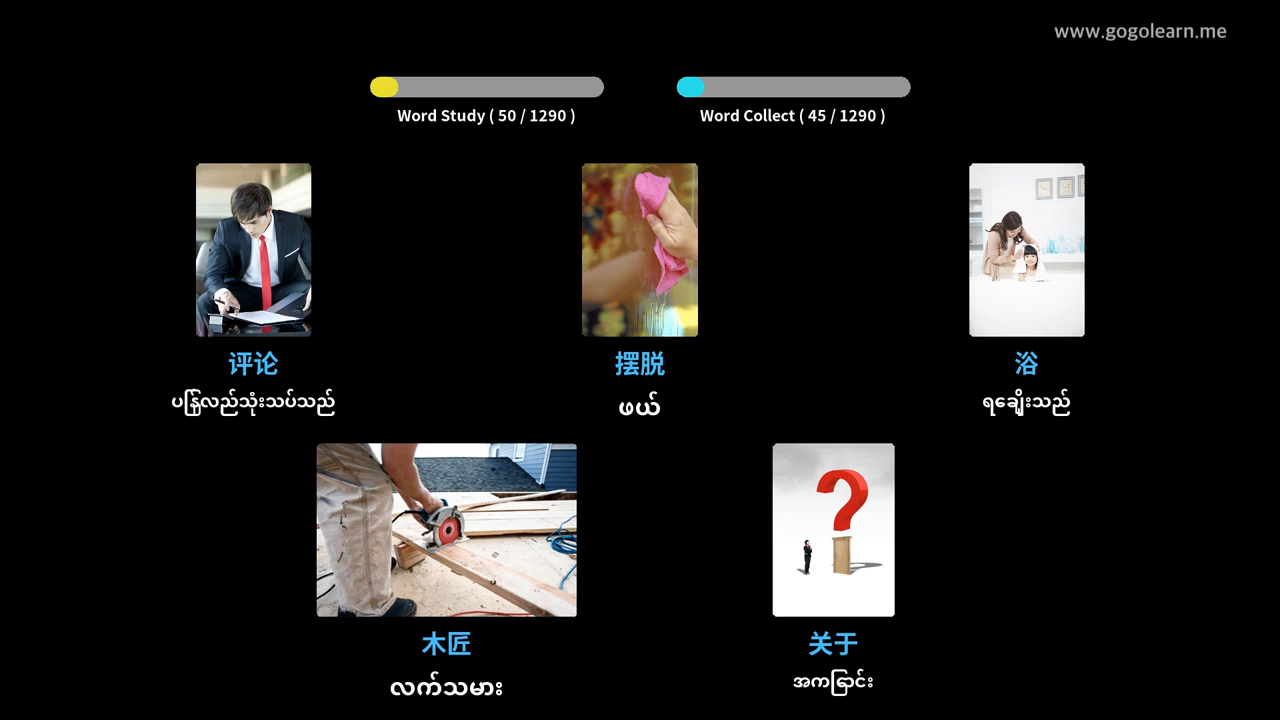 www.gogolearn.me
Word Study ( 50 / 1290 )
Word Collect ( 45 / 1290 )
评论
摆脱
浴
ပြန်လည်သုံးသပ်သည်
ဖယ်
ရေချိုးသည်
木匠
关于
လက်သမား
အကြောင်း